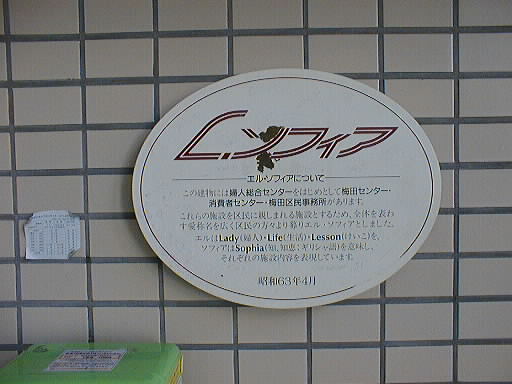 L.ソフィア
エル・ソフィアについて
この建物には婦人総合センターをはじめとして梅田センター・
消費者センター・梅田区民事務所があります。
これらの施設を区民に親しまれる施設とするため、全体を表わ
す愛称名を広く区民の方々より募りエル・ソフィアとしました。
エルはLady(婦人)・Life(生活)・Lesson(けいこ)を、
ソフィアはSophia(知、知恵:ギリシャ語)を意味し、
それぞれの施設内容を表現しています。
昭和63年4月